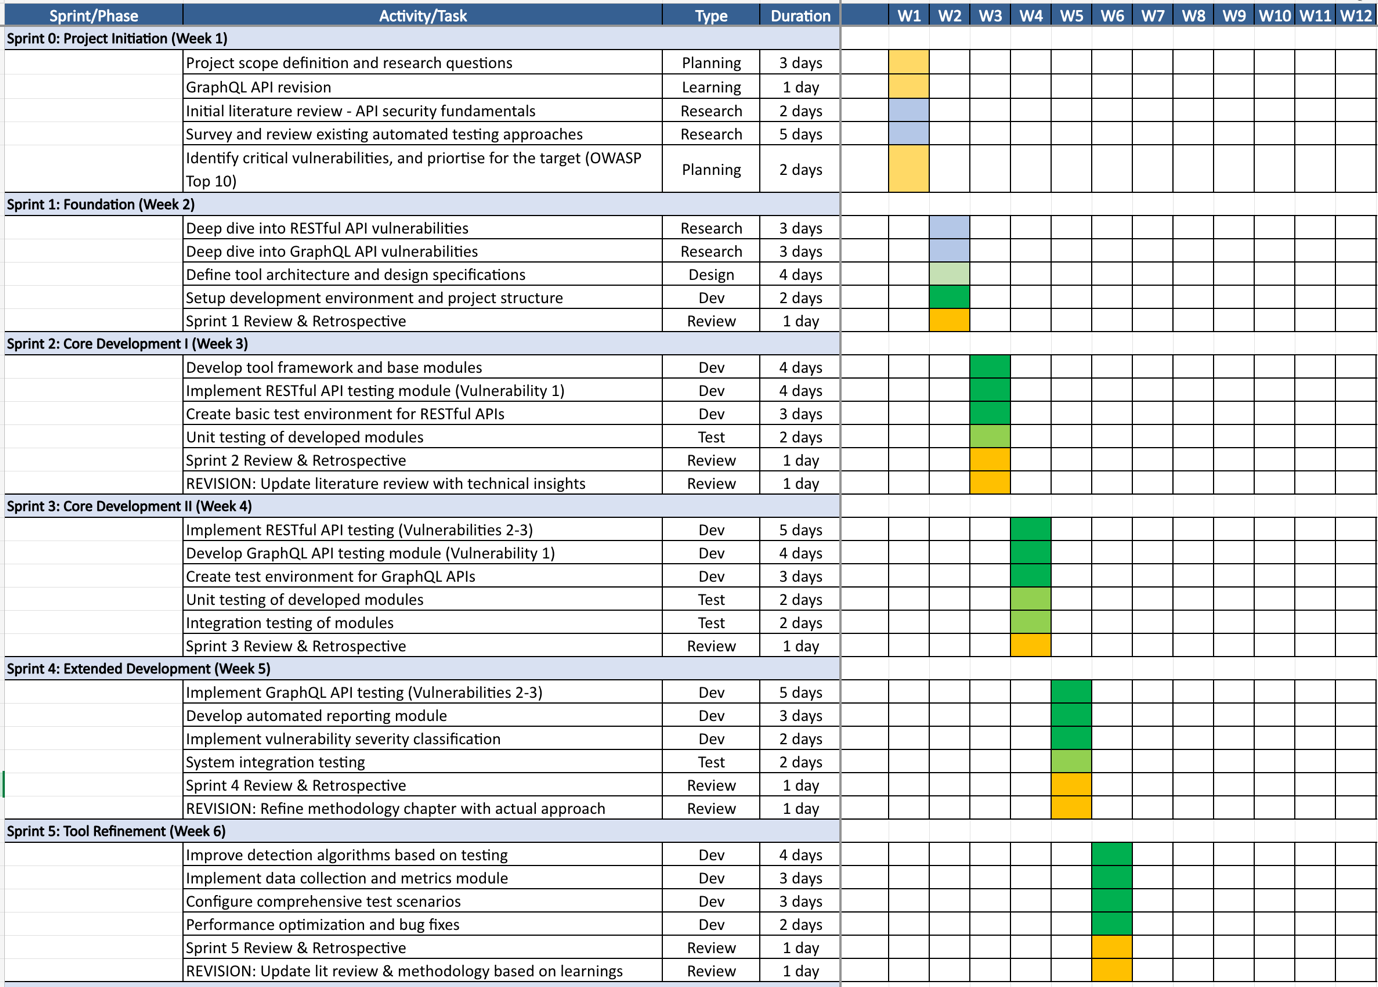 Sprint/Phase Activity/Task Type Duration W1 W2 W3 W4 W5 W6 W7 W8 W9 W10 W11 W12
Sprint 0: Project Initiation (Week 1)
Project scope definition and research questions Planning 3 days
GraphQL API revision Learning 1 day
Initial literature review - API security fundamentals Research 2 days
Survey and review existing automated testing approaches Research 5 days
Identify critical vulnerabilities, and priortise for the target (OWASP
Top 10) Planning 2 days
Sprint 1: Foundation (Week 2)
Deep dive into RESTful API vulnerabilities Research 3 days
Deep dive into GraphQL API vulnerabilities Research 3 days
Define tool architecture and design specifications Design 4 days
Setup development environment and project structure Dev 2 days
Sprint 1 Review & Retrospective Review 1 day
Sprint 2: Core Development I (Week 3)
Develop tool framework and base modules Dev 4 days
Implement RESTful API testing module (Vulnerability 1) Dev 4 days
Create basic test environment for RESTful APIs Dev 3 days
Unit testing of developed modules Test 2 days
Sprint 2 Review & Retrospective Review 1 day
REVISION: Update literature review with technical insights Review 1 day
Sprint 3: Core Development II (Week 4)
Implement RESTful API testing (Vulnerabilities 2-3) Dev 5 days
Develop GraphQL API testing module (Vulnerability 1) Dev 4 days
Create test environment for GraphQL APIs Dev 3 days
Unit testing of developed modules Test 2 days
Integration testing of modules Test 2 days
Sprint 3 Review & Retrospective Review 1 day
Sprint 4: Extended Development (Week 5)
Implement GraphQL API testing (Vulnerabilities 2-3) Dev 5 days
Develop automated reporting module Dev 3 days
Implement vulnerability severity classification Dev 2 days
System integration testing Test 2 days
Sprint 4 Review & Retrospective Review 1 day
REVISION: Refine methodology chapter with actual approach Review 1 day
Sprint 5: Tool Refinement (Week 6)
Improve detection algorithms based on testing Dev 4 days
Implement data collection and metrics module Dev 3 days
Configure comprehensive test scenarios Dev 3 days
Performance optimization and bug fixes Dev 2 days
Sprint 5 Review & Retrospective Review 1 day
REVISION: Update lit review & methodology based on learnings Review 1 day